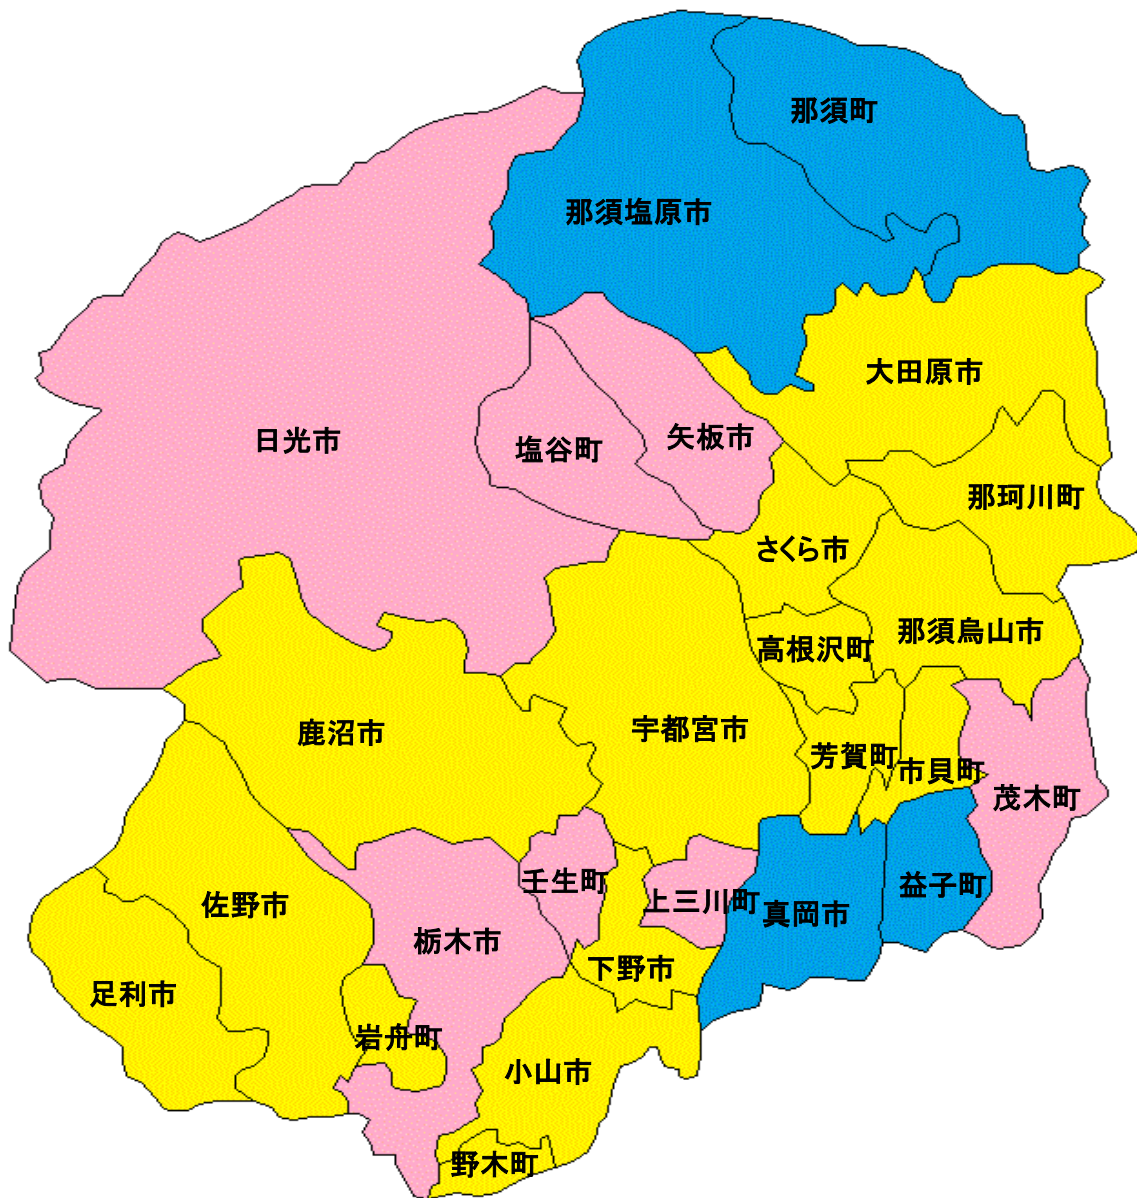 那須町
那須塩原市
大田原市
日光市
塩谷町
矢板市
那珂川町
さくら市
高根沢町
那須烏山市
鹿沼市
宇都宮市
芳賀町
市貝町
茂木町
壬生町
上三川町
益子町
佐野市
真岡市
栃木市
下野市
足利市
岩舟町
小山市
野木町